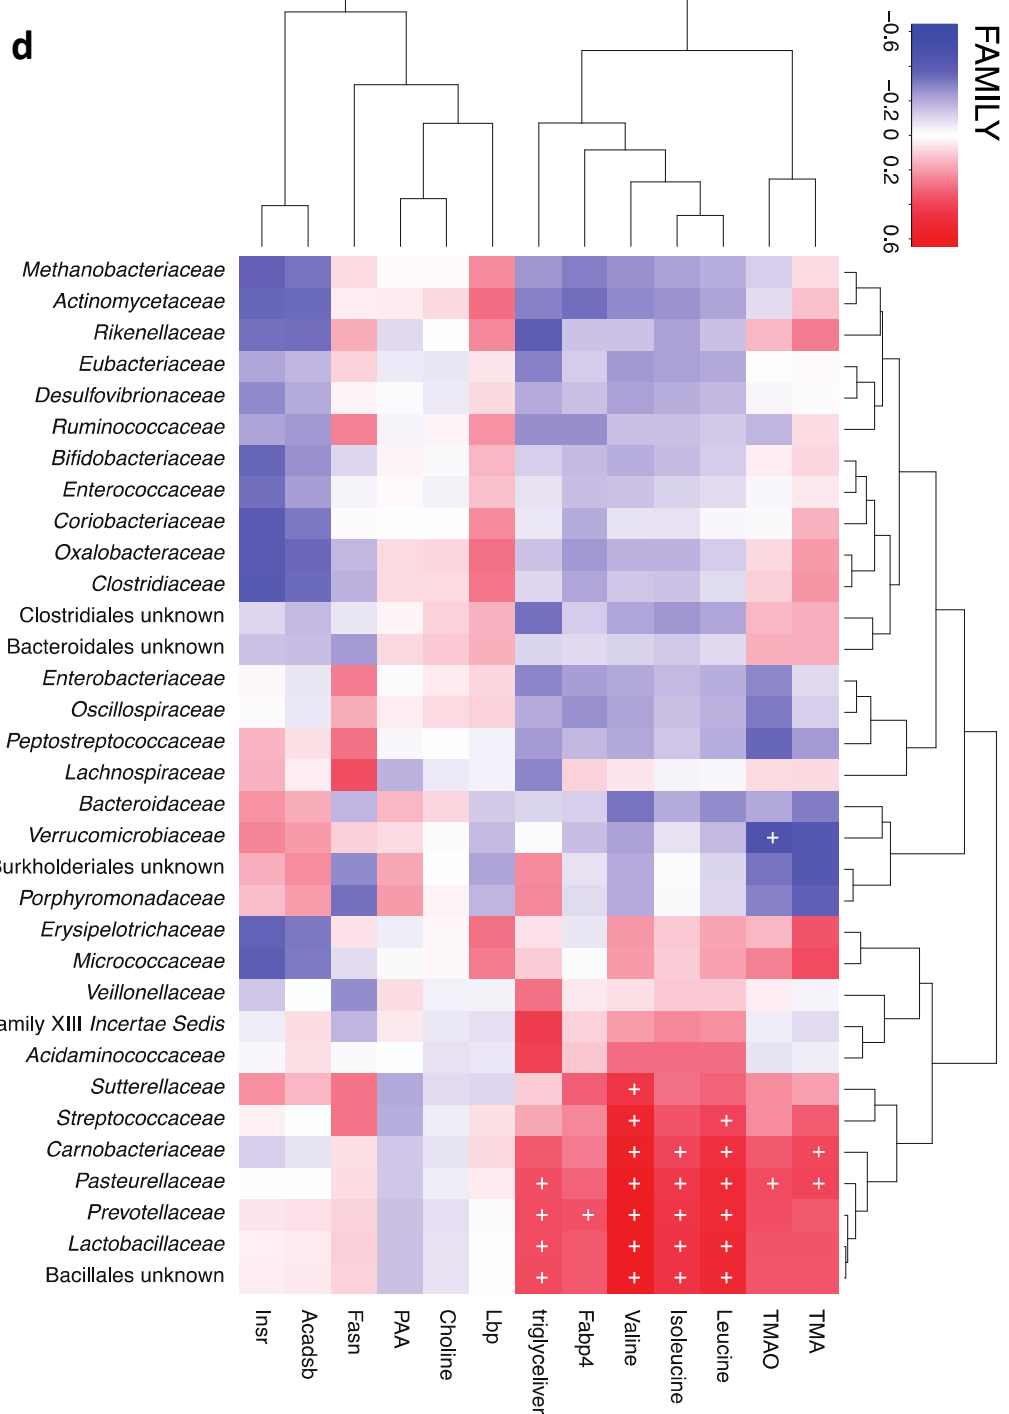 d
FAMILY
−0.6
−0.2
0
0.2
0.6
Methanobacteriaceae
Actinomycetaceae
Rikenellaceae
Eubacteriaceae
Desulfovibrionaceae
Ruminococcaceae
Bifidobacteriaceae
Enterococcaceae
Coriobacteriaceae
Oxalobacteraceae
Clostridiaceae
Clostridiales unknown
Bacteroidales unknown
Enterobacteriaceae
Oscillospiraceae
Peptostreptococcaceae
Lachnospiraceae
Bacteroidaceae
Verrucomicrobiaceae +
Burkholderiales unknown
Porphyromonadaceae
Erysipelotrichaceae
Micrococcaceae
Veillonellaceae
amily XIII Incertae Sedis
Acidaminococcaceae
Sutterellaceae +
Streptococcaceae + +
Carnobacteriaceae + + + +
Pasteurellaceae + + + + + +
Prevotellaceae + + + + +
Lactobacillaceae + + + +
Bacillales unknown + + + +
Insr
Acadsb
Fasn
PAA
Choline
Lbp
triglyceliver
Fabp4
Valine
Isoleucine
Leucine
TMAO
TMA